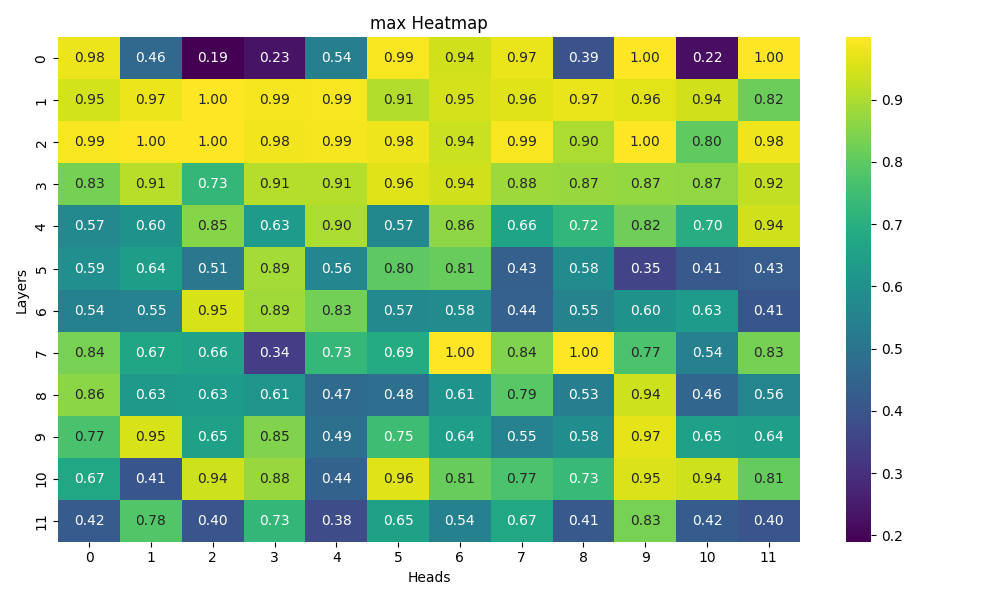 max Heatmap
0 0.98 0.46 0.19 0.23 0.54 0.99 0.94 0.97 0.39 1.00 0.22 1.00
1 0.95 0.97 1.00 0.99 0.99 0.91 0.95 0.96 0.97 0.96 0.94 0.82
2 0.99 1.00 1.00 0.98 0.99 0.98 0.94 0.99 0.90 1.00 0.80 0.98
3 0.83 0.91 0.73 0.91 0.91 0.96 0.94 0.88 0.87 0.87 0.87 0.92
4 0.57 0.60 0.85 0.63 0.90 0.57 0.86 0.66 0.72 0.82 0.70 0.94
5 0.59 0.64 0.51 0.89 0.56 0.80 0.81 0.43 0.58 0.35 0.41 0.43
6 0.54 0.55 0.95 0.89 0.83 0.57 0.58 0.44 0.55 0.60 0.63 0.41
7 0.84 0.67 0.66 0.34 0.73 0.69 1.00 0.84 1.00 0.77 0.54 0.83
8 0.86 0.63 0.63 0.61 0.47 0.48 0.61 0.79 0.53 0.94 0.46 0.56
9 0.77 0.95 0.65 0.85 0.49 0.75 0.64 0.55 0.58 0.97 0.65 0.64
10 0.67 0.41 0.94 0.88 0.44 0.96 0.81 0.77 0.73 0.95 0.94 0.81
11 0.42 0.78 0.40 0.73 0.38 0.65 0.54 0.67 0.41 0.83 0.42 0.40
0 1 2 3 4 5 6 7 8 9 10 11
Heads
Layers
0.9
0.8
0.7
0.6
0.5
0.4
0.3
0.2